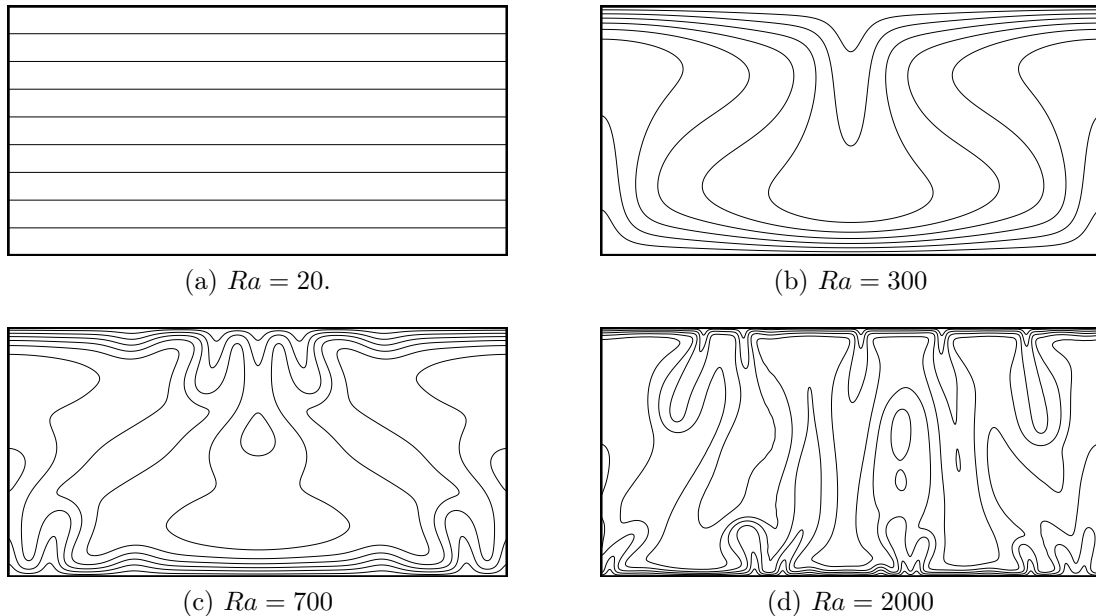 (a) Ra = 20.
(b) Ra = 300
(c) Ra = 700
(d) Ra = 2000